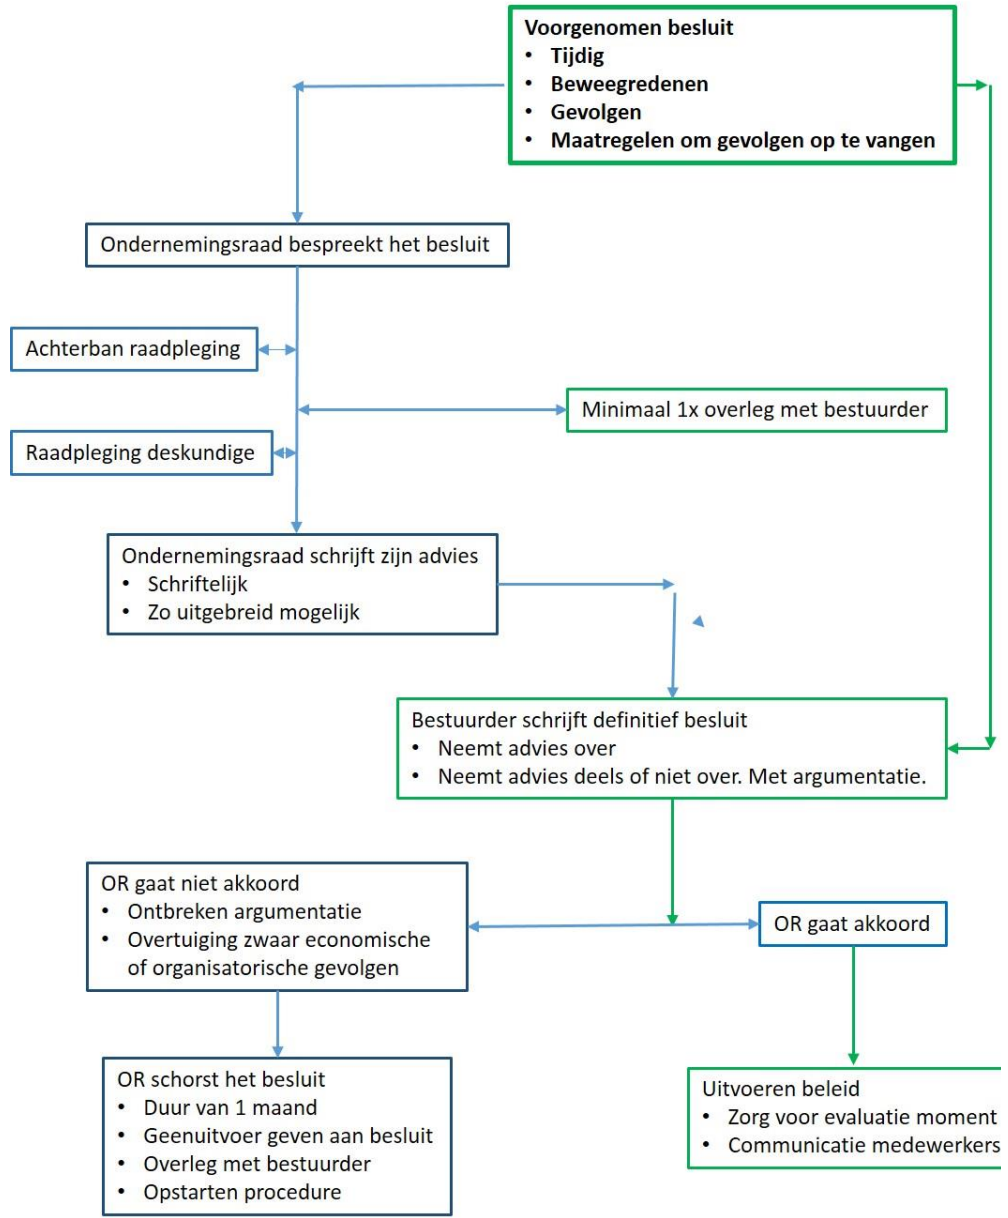 Voorgenomen besluit
• Tijdig
• Beweegredenen
• Gevolgen
• Maatregelen om gevolgen op te vangen
Ondernemingsraad bespreekt het besluit
Achterban raadpleging
Minimaal 1x overleg met bestuurder
Raadpleging deskundige
Ondernemingsraad schrijft zijn advies
• Schriftelijk
• Zo uitgebreid mogelijk
Bestuurder schrijft definitief besluit
• Neemt advies over
• Neemt advies deels of niet over. Met argumentatie.
OR gaat niet akkoord
• Ontbreken argumentatie
• Overtuiging zwaar economische
of organisatorische gevolgen
OR gaat akkoord
OR schorst het besluit
• Duur van 1 maand
• Geenuitvoer geven aan besluit
• Overleg met bestuurder
• Opstarten procedure
Uitvoeren beleid
• Zorg voor evaluatie moment
• Communicatie medewerkers